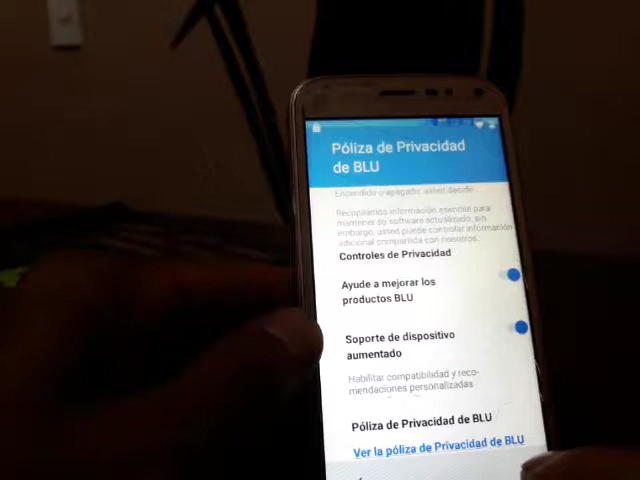 Póliza de Privacidad
de BLU
Encendido o apagado, usted decide
Recopilamos información esencial para
mantener su software actualizado, sin
embargo, usted puede controlar información
adicional compartida con nosotros.
Controles de Privacidad
Ayude a mejorar los
productos BLU
Soporte de dispositivo
aumentado
Habilitar compatibilidad y reco-
mendaciones personalizadas
Póliza de Privacidad de BLU
Ver la póliza de Privacidad de BLU